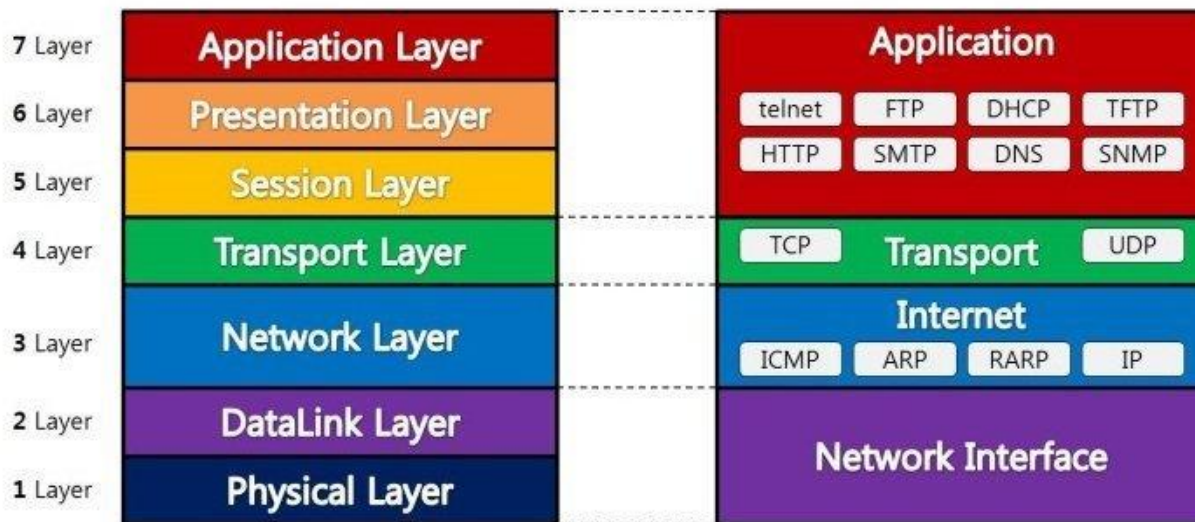 7 Layer Application Layer Application
6 Layer Presentation Layer telnet FTP DHCP TFTP
HTTP SMTP DNS SNMP
5 Layer Session Layer
4 Layer Transport Layer TCP Transport UDP
Internet
3 Layer Network Layer
ICMP ARP RARP IP
2 Layer DataLink Layer
Network Interface
1 Layer Physical Layer